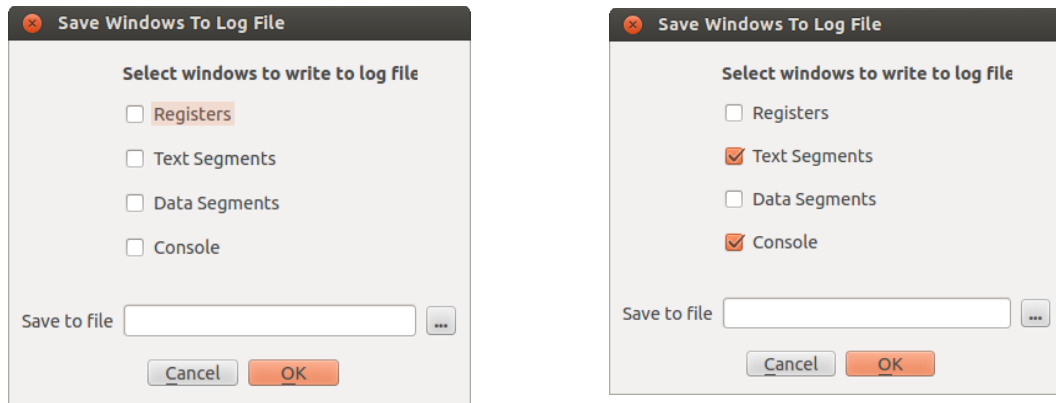 Save Windows To Log File
Select windows to write to log file
Registers
Text Segments
Data Segments
Console
Save to file
...
Cancel
OK
Save Windows To Log File
Select windows to write to log file
Registers
Text Segments
Data Segments
Console
Save to file
...
Cancel
OK